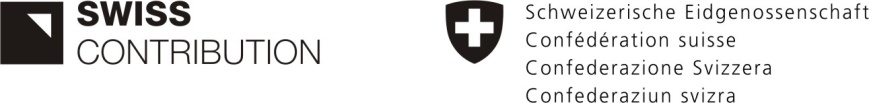 SWISS
CONTRIBUTION
Schweizerische Eidgenossenschaft
Confédération suisse
Confederazione Svizzera
Confederaziun svizra